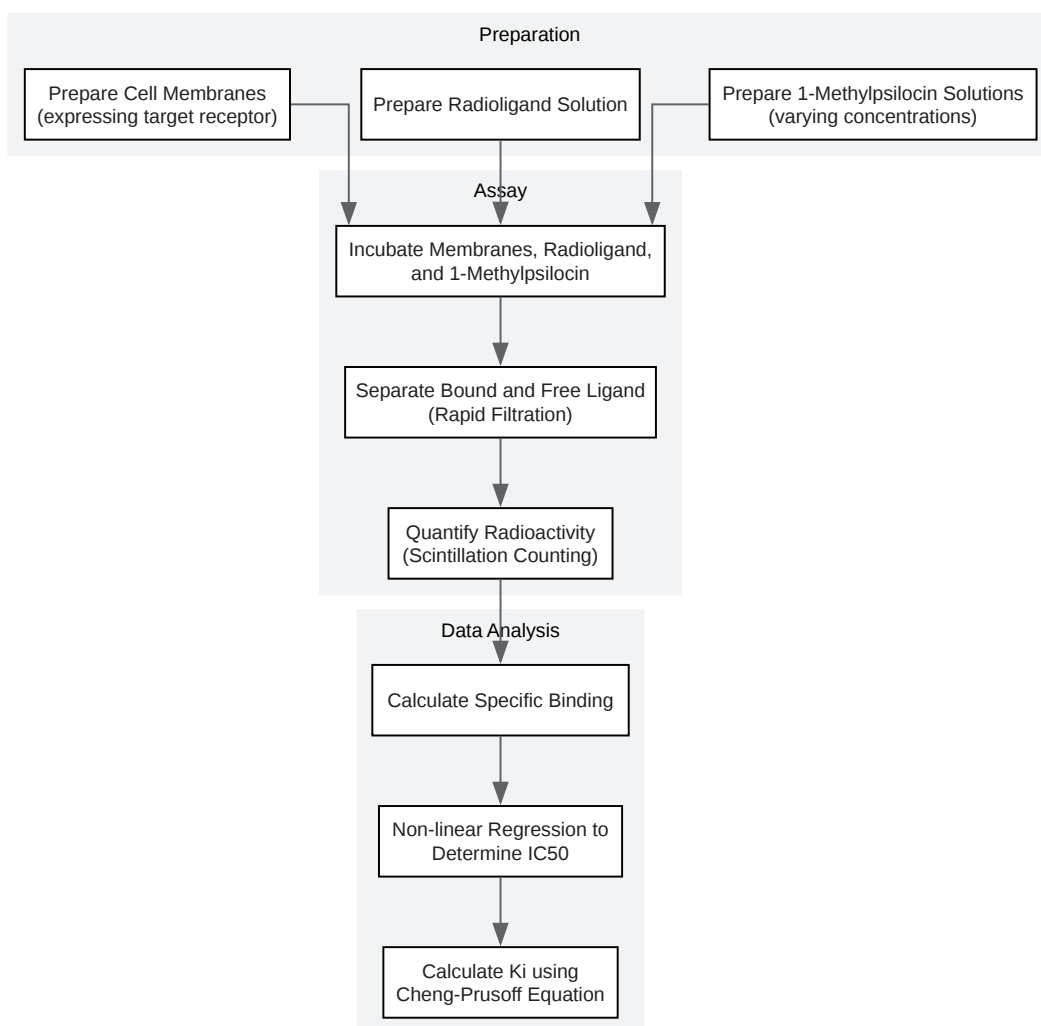 Preparation
Prepare Cell Membranes
(expressing target receptor)
Prepare Radioligand Solution
Prepare 1-Methylpsilocin Solutions
(varying concentrations)
Assay
Incubate Membranes, Radioligand,
and 1-Methylpsilocin
Separate Bound and Free Ligand
(Rapid Filtration)
Quantify Radioactivity
(Scintillation Counting)
Data Analysis
Calculate Specific Binding
Non-linear Regression to
Determine IC50
Calculate Ki using
Cheng-Prusoff Equation